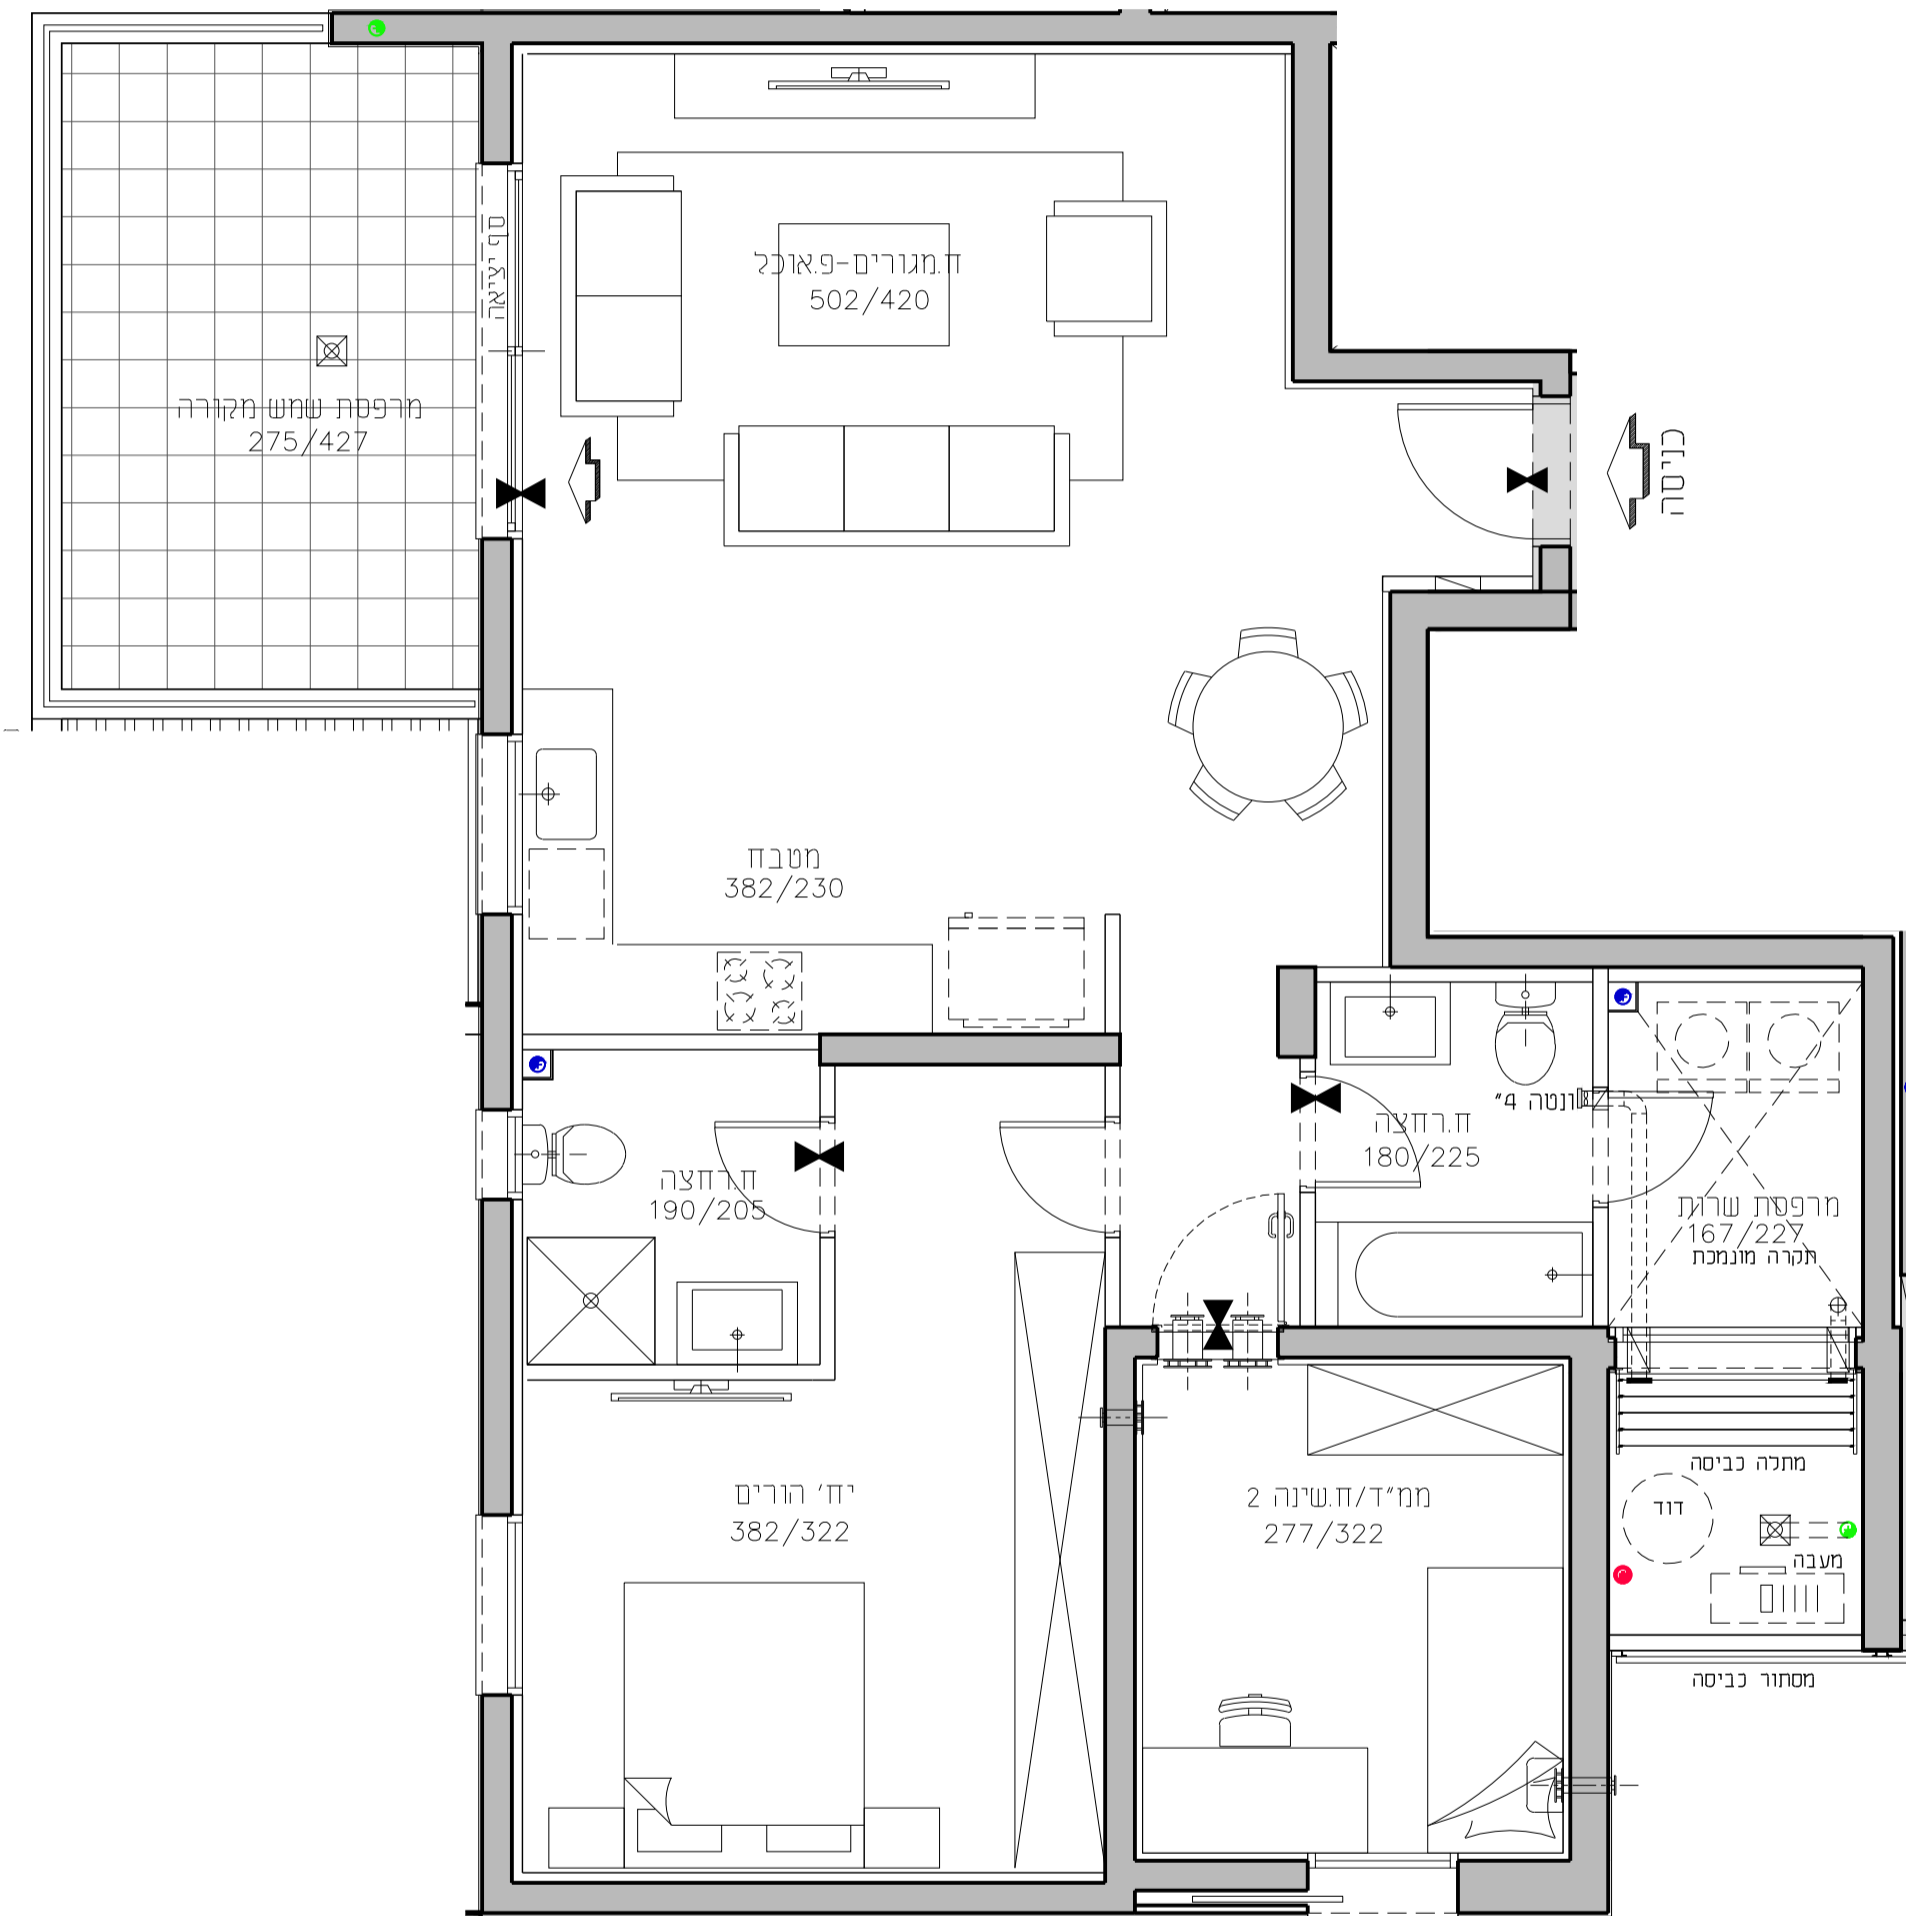 סף יציאה
ח.מגורים-פ.אוכל
502/420
מרפסת שמש מקורה
275/427
כניסה
מטבח
382/230
ונטה 4"
ח.רחצה
180/225
ח.רחצה
190/205
מרפסת שרות
167/227
תקרה מונמכת
מתלה כביסה
יח' הורים
382/322
ממ"ד/ח.שינה 2
277/322
דוד
מעבה
מסתור כביסה